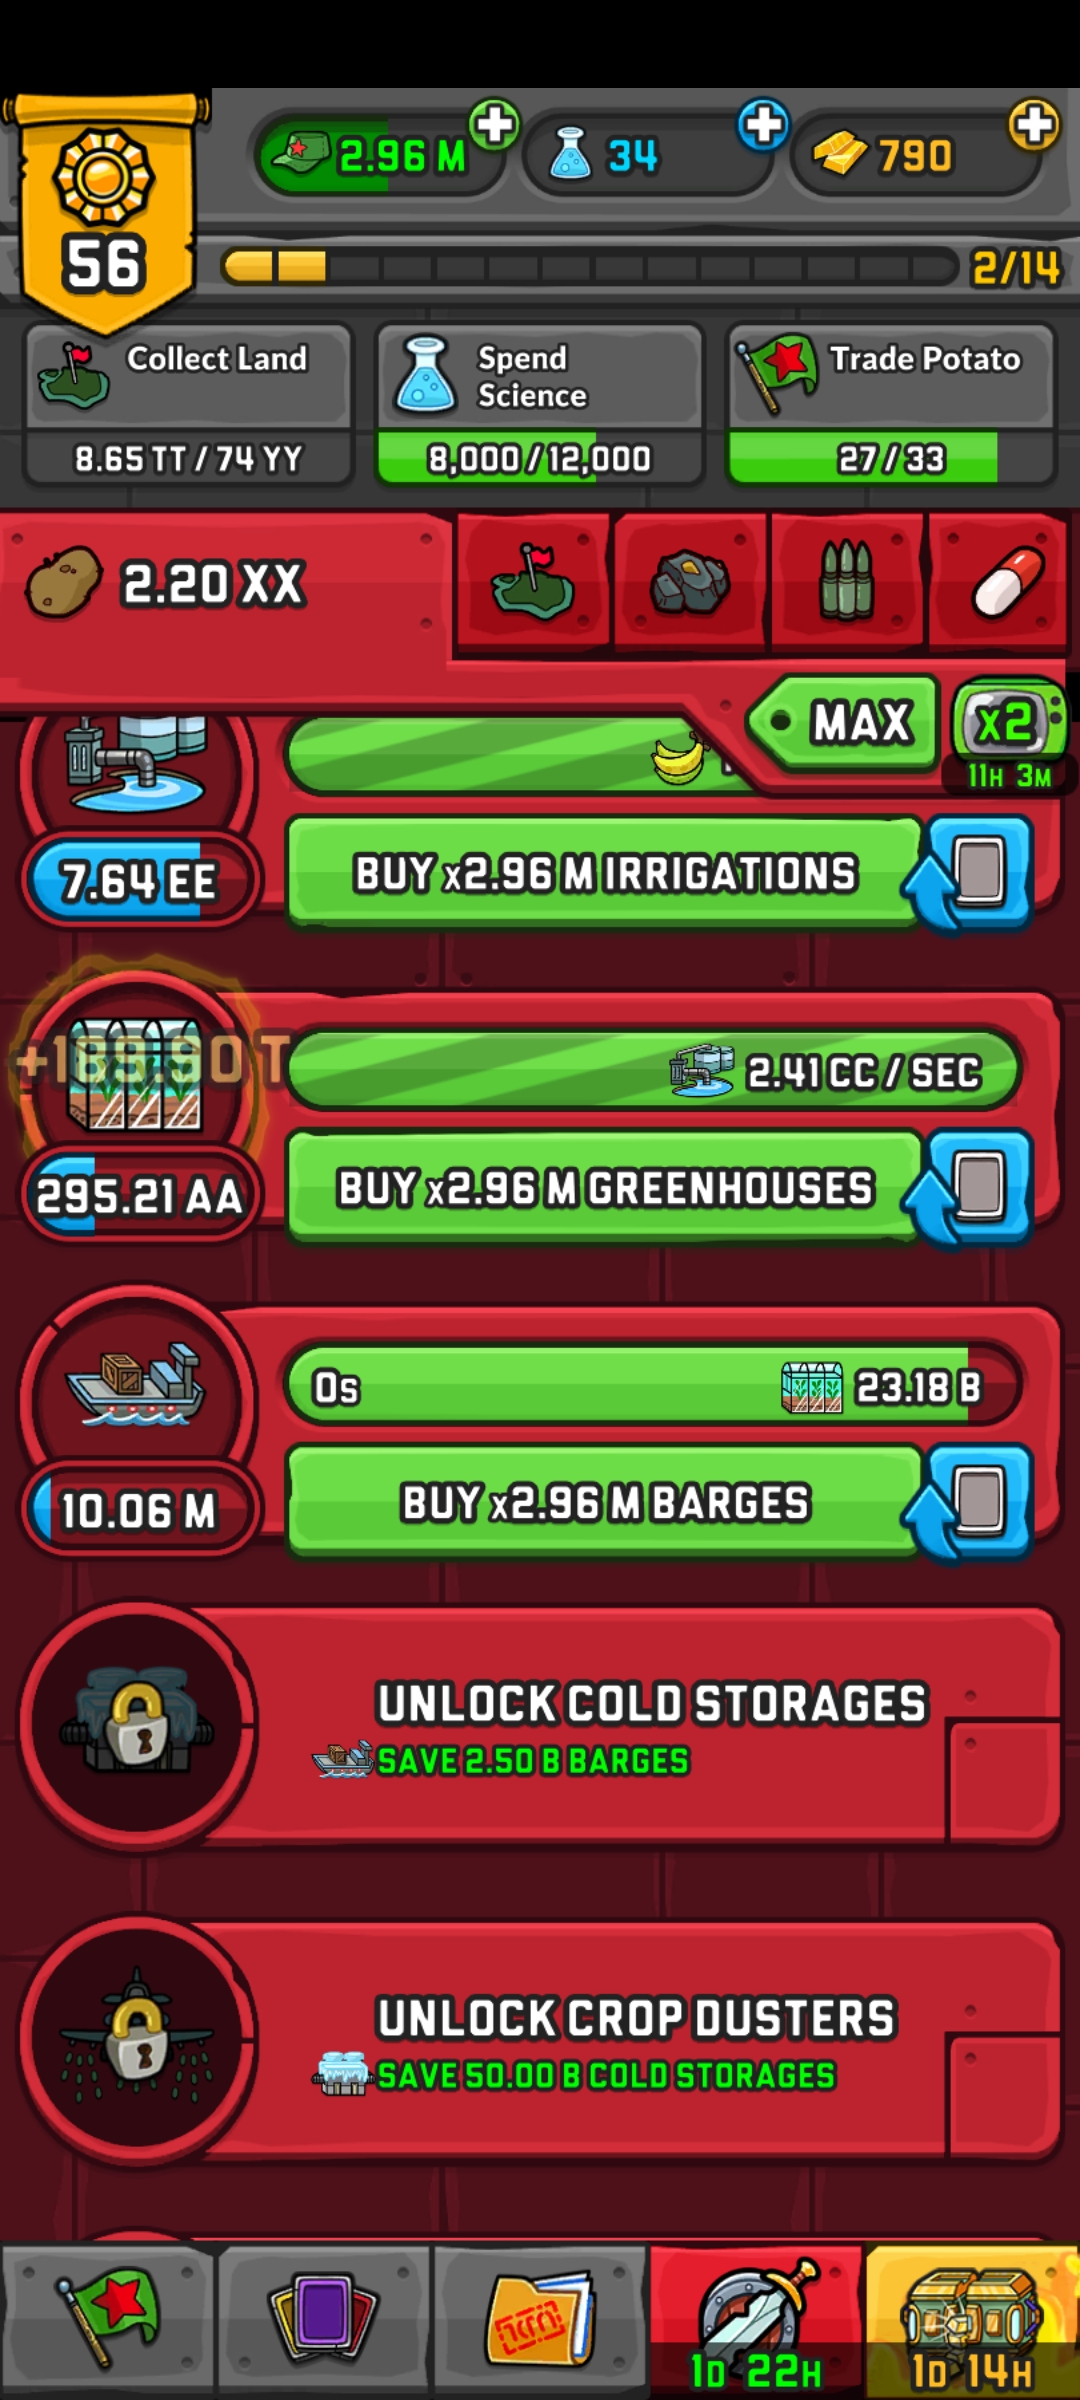 2.96 M
34
790
56
2/14
Collect Land
8.65 TT / 74 YY
Spend
Science
8,000 / 12,000
Trade Potato
27 / 33
2.20 XX
MAX
x2
11H 3M
7.64 EE
BUY x2.96 M IRRIGATIONS
2.41 CC / SEC
295.21 AA
BUY x2.96 M GREENHOUSES
0s
23.18 B
10.06 M
BUY x2.96 M BARGES
UNLOCK COLD STORAGES
SAVE 2.50 B BARGES
UNLOCK CROP DUSTERS
SAVE 50.00 B COLD STORAGES
1D 22H
1D 14H